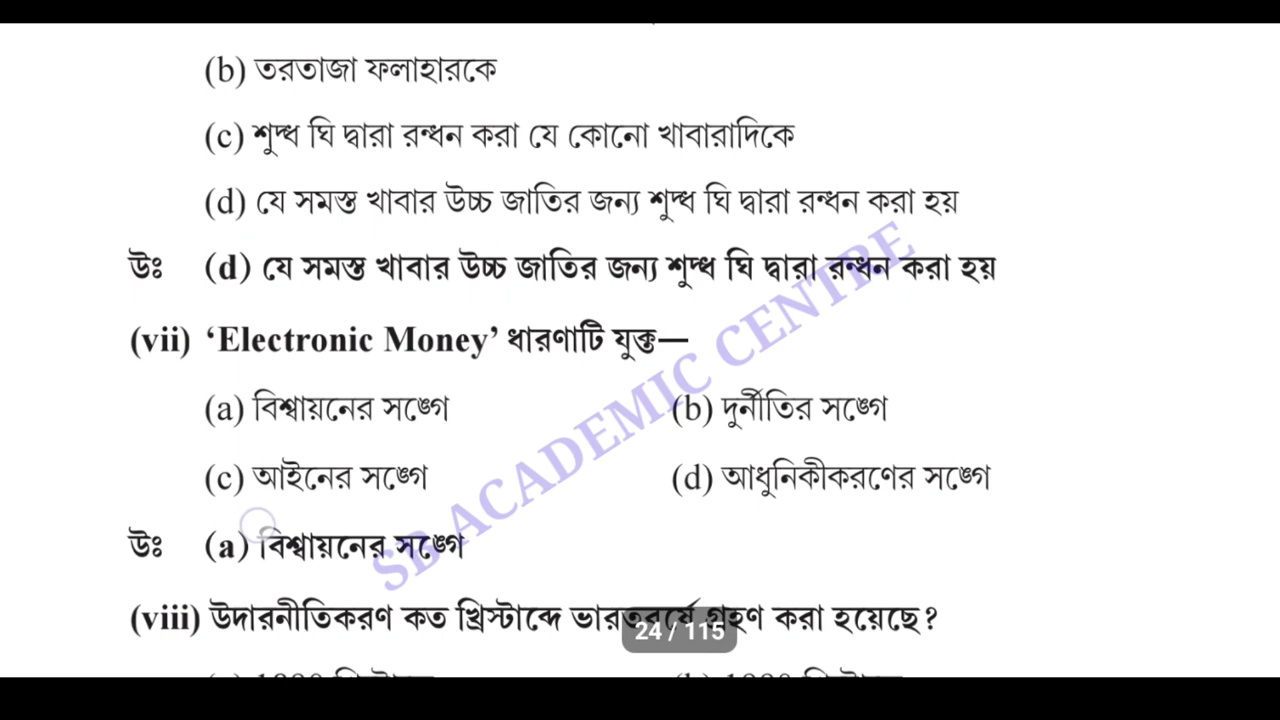 (b) তরতাজা ফলাহারকে
(c) শুদ্ধ ঘি দ্বারা রন্ধন করা যে কোনো খাবারাদিকে
(d) যে সমস্ত খাবার উচ্চ জাতির জন্য শুদ্ধ ঘি দ্বারা রন্ধন করা হয়
উঃ (d) যে সমস্ত খাবার উচ্চ জাতির জন্য শুদ্ধ ঘি দ্বারা রন্ধন করা হয়
(vii) ‘Electronic Money’ ধারণাটি যুক্ত—
(a) বিশ্বায়নের সঙ্গে (b) দুর্নীতির সঙ্গে
(c) আইনের সঙ্গে (d) আধুনিকীকরণের সঙ্গে
উঃ (a) বিশ্বায়নের সঙ্গে
SB ACADEMIC CENTRE
(viii) উদারনীতিকরণ কত খ্রিস্টাব্দে ভারতবর্ষে গ্রহণ করা হয়েছে?
24 / 115